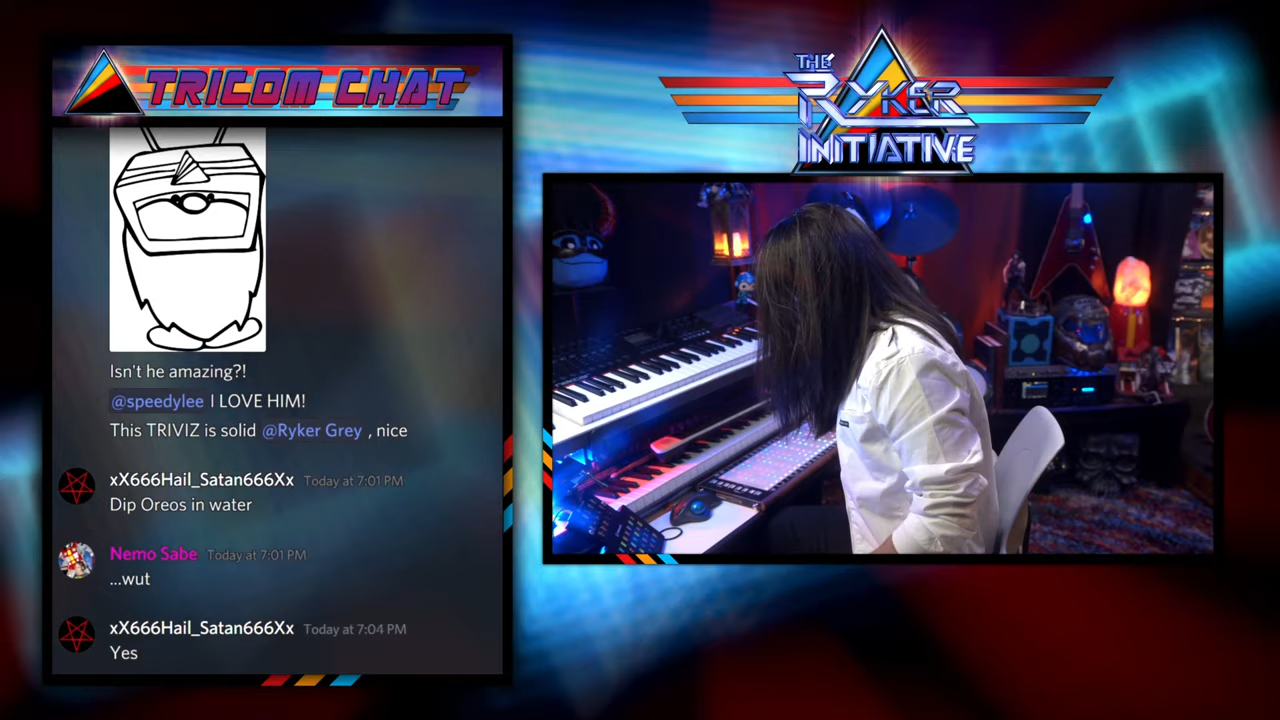 TRICOM CHAT
Isn't he amazing?!
@speedylee I LOVE HIM!
This TRIVIZ is solid @Ryker Grey , nice
xX666Hail_Satan666Xx Today at 7:01 PM
Dip Oreos in water
Nemo Sabe Today at 7:01 PM
...wut
xX666Hail_Satan666Xx Today at 7:04 PM
Yes
THE
RYKER
INITIATIVE